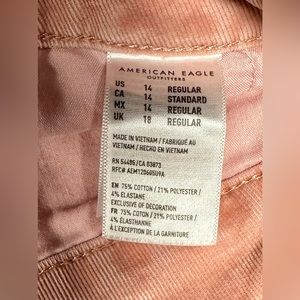 AMERICAN EAGLE
OUTFITTERS
US 14 REGULAR
CA 14 STANDARD
MX 14 REGULAR
UK 18 REGULAR
MADE IN VIETNAM / FABRIQUÉ AU
VIETNAM / HECHO EN VIETNAM
RN 54485 / CA 03873
RFC# AEM120605U9A
EN 75% COTTON / 21% POLYESTER /
4% ELASTANE
EXCLUSIVE OF DECORATION
FR 75% COTON / 21% POLYESTER /
4% ÉLASTHANNE
À L'EXCEPTION DE LA GARNITURE